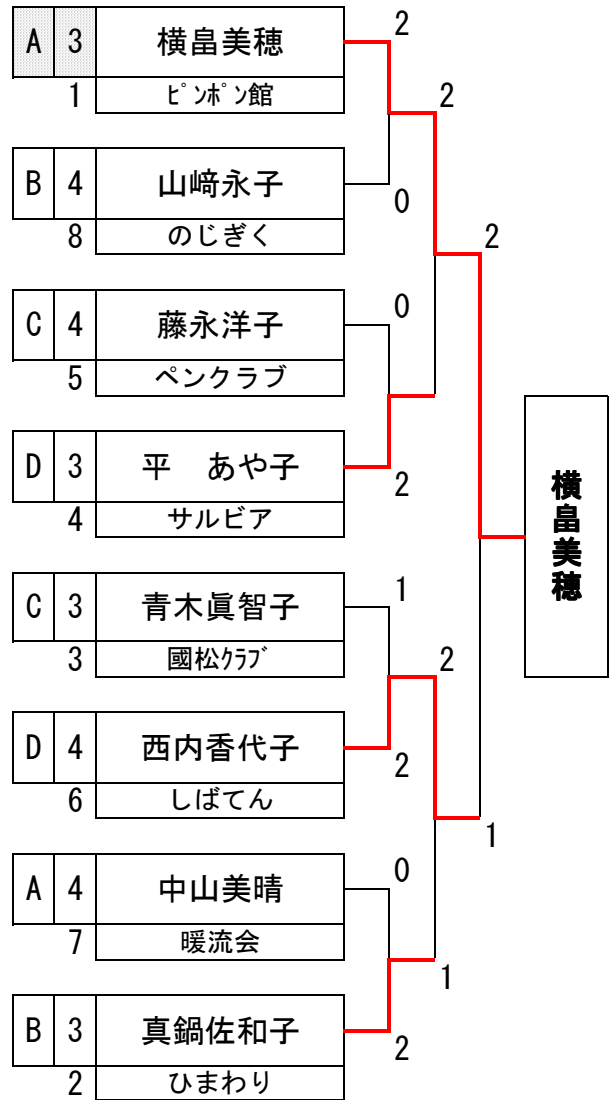 A 3 横畠美穂
1 ピンポン館
2
2
B 4 山﨑永子
8 のじぎく
0
2
C 4 藤永洋子
5 ペンクラブ
0
D 3 平　あや子
4 サルビア
2
横畠美穂
C 3 青木眞智子
3 國松クラブ
1
2
D 4 西内香代子
6 しばてん
2
1
A 4 中山美晴
7 暖流会
0
1
B 3 真鍋佐和子
2 ひまわり
2